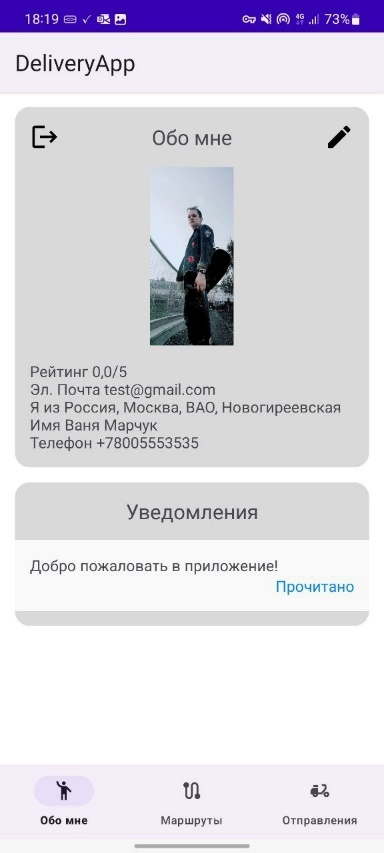 18:19
4G
73%
DeliveryApp
Обо мне
Рейтинг 0,0/5
Эл. Почта test@gmail.com
Я из Россия, Москва, ВАО, Новогиреевская
Имя Ваня Марчук
Телефон +78005553535
Уведомления
Добро пожаловать в приложение!
Прочитано
Обо мне
Маршруты
Отправления